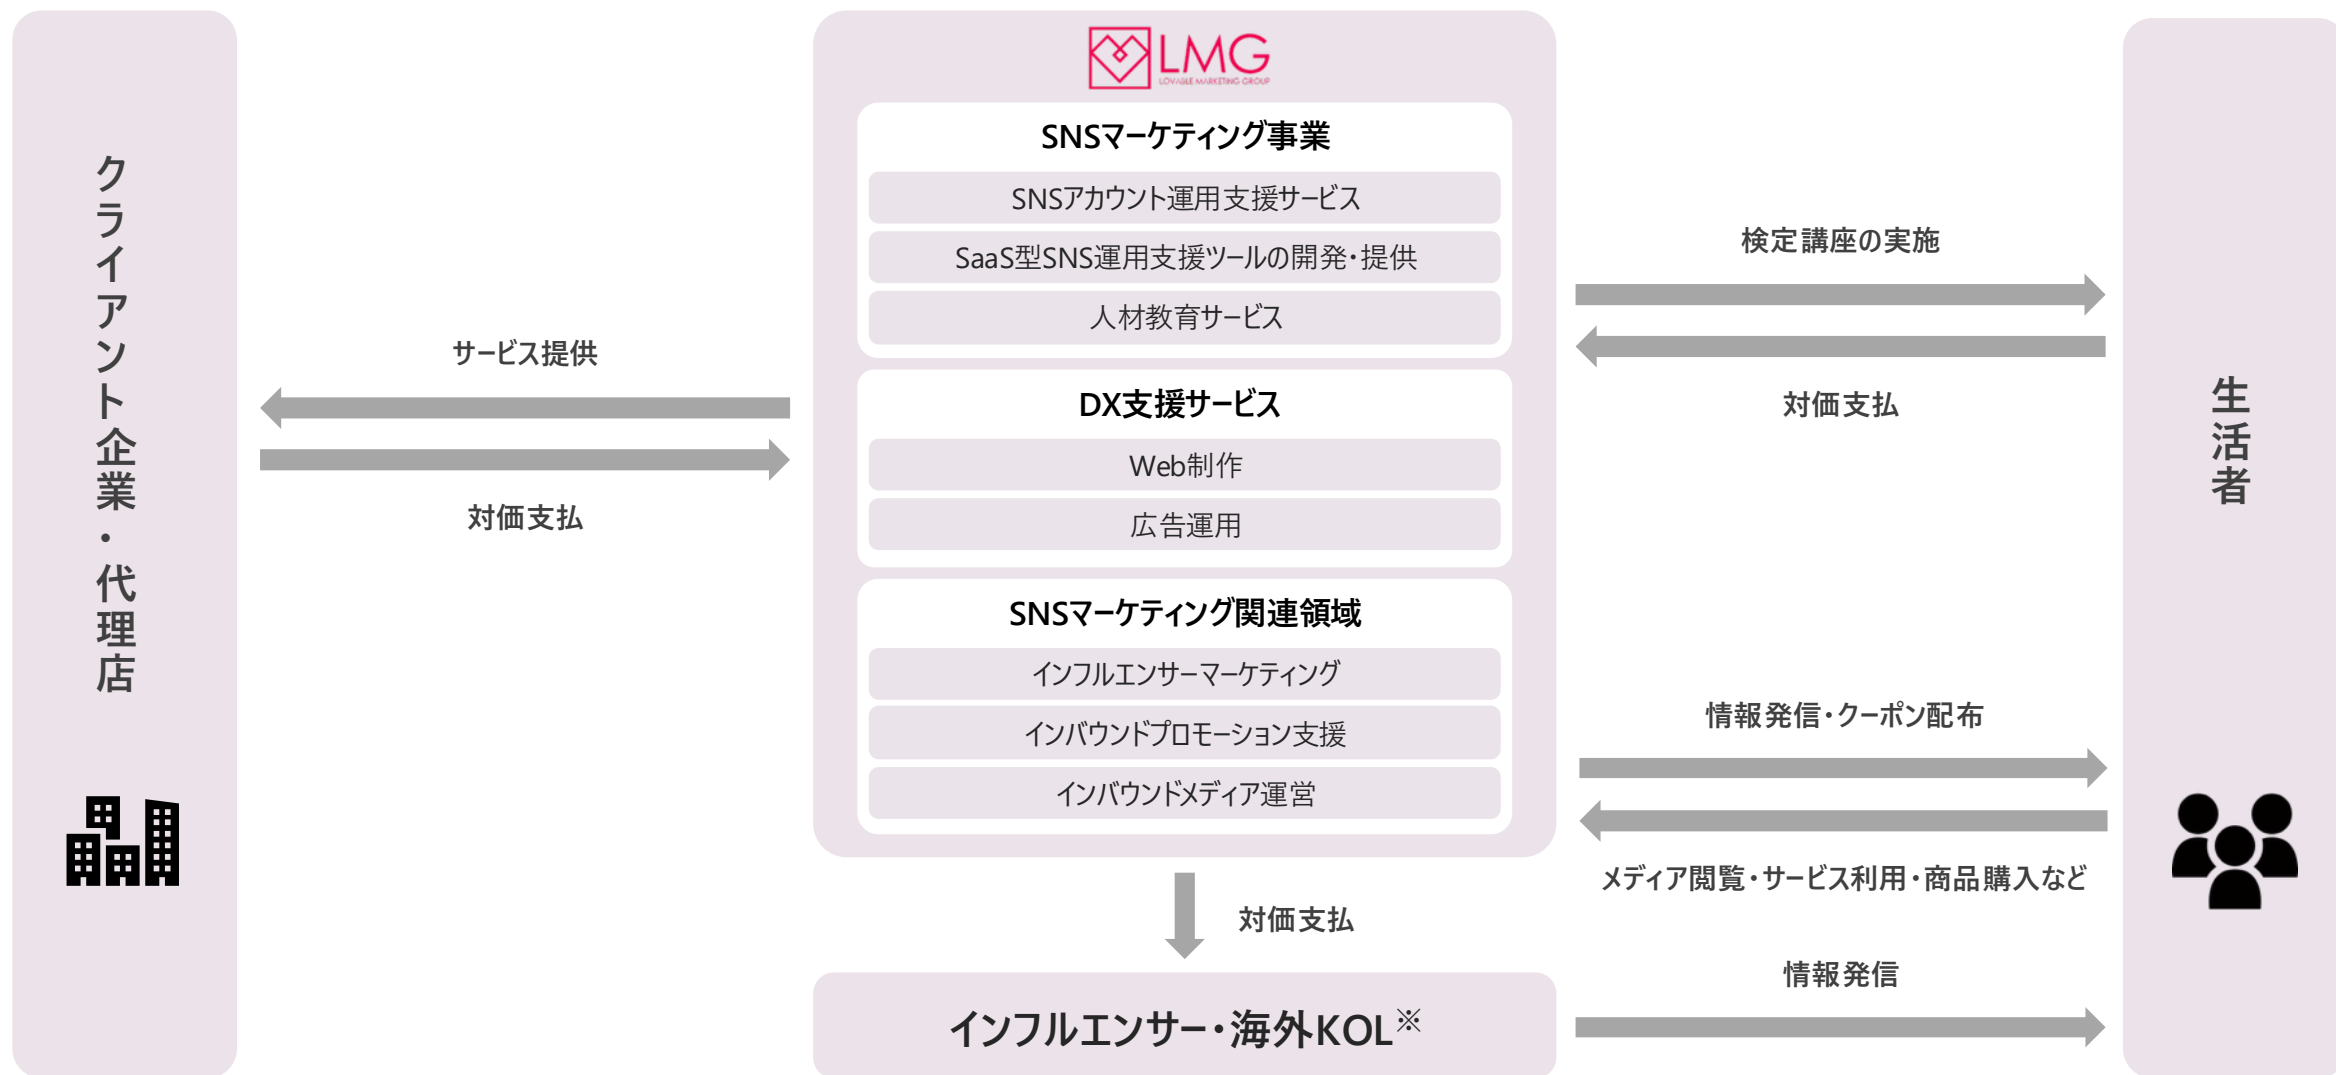 クライアント企業・代理店
サービス提供
対価支払
LMG
LOVABLE MARKETING GROUP
SNSマーケティング事業
SNSアカウント運用支援サービス
SaaS型SNS運用支援ツールの開発・提供
人材教育サービス
DX支援サービス
Web制作
広告運用
SNSマーケティング関連領域
インフルエンサーマーケティング
インバウンドプロモーション支援
インバウンドメディア運営
対価支払
インフルエンサー・海外KOL※
検定講座の実施
対価支払
情報発信・クーポン配布
メディア閲覧・サービス利用・商品購入など
情報発信
生活者